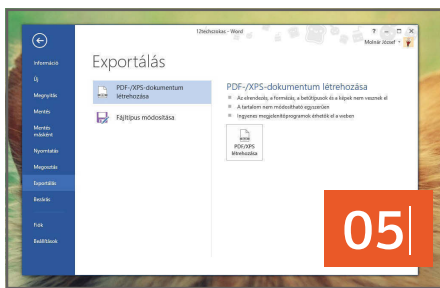 12techszokas - Word
Molnár József
Információ
Új
Megnyitás
Mentés
Mentés
másként
Nyomtatás
Megosztás
Exportálás
Bezárás
Fiók
Beállítások
Exportálás
PDF-/XPS-dokumentum
létrehozása
Fájltípus módosítása
PDF-/XPS-dokumentum létrehozása
Az elrendezés, a formázás, a betűtípusok és a képek nem vesznek el
A tartalom nem módosítható egyszerűen
Ingyenes megjelenítőprogramok érhetők el a weben
PDF/XPS
létrehozása
05